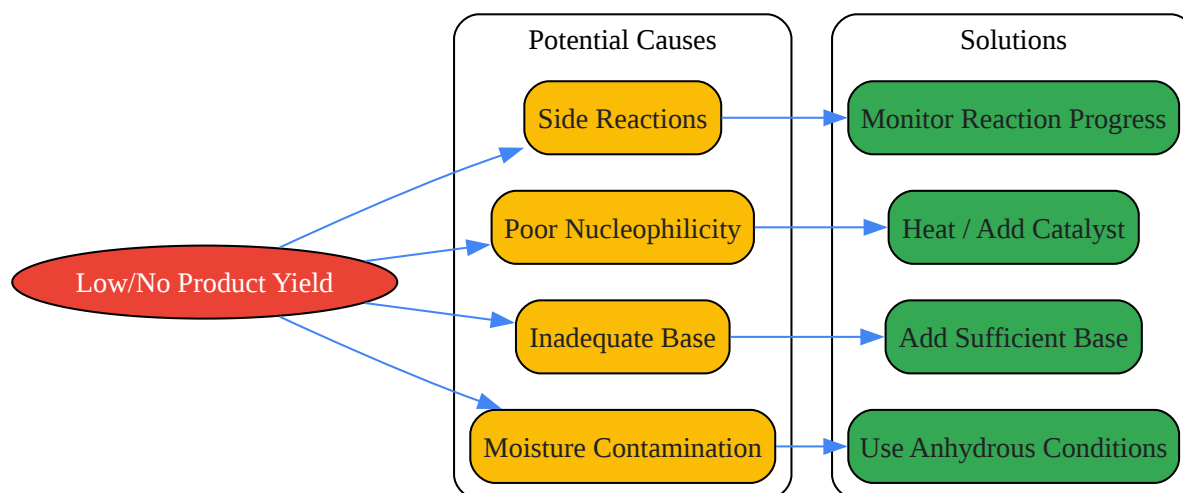 Potential Causes
Solutions
Side Reactions
Monitor Reaction Progress
Poor Nucleophilicity
Heat / Add Catalyst
Low/No Product Yield
Inadequate Base
Add Sufficient Base
Moisture Contamination
Use Anhydrous Conditions